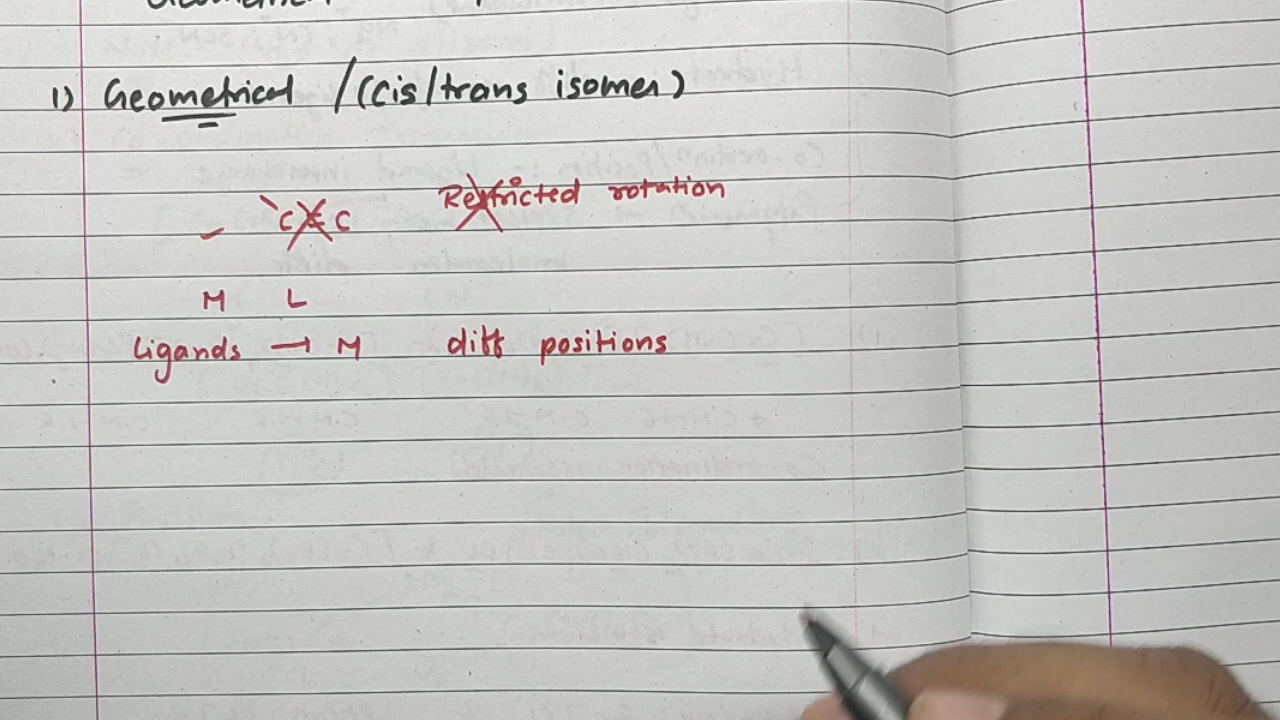 1) Geometrical / (cis/trans isomer)
C=C Restricted rotation
M L
Ligands → M diff positions